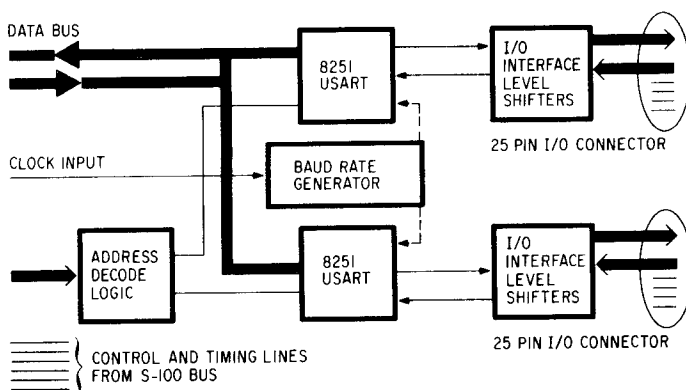 DATA BUS
8251
USART
I/O
INTERFACE
LEVEL
SHIFTERS
25 PIN I/O CONNECTOR
CLOCK INPUT
BAUD RATE
GENERATOR
ADDRESS
DECODE
LOGIC
8251
USART
I/O
INTERFACE
LEVEL
SHIFTERS
25 PIN I/O CONNECTOR
CONTROL AND TIMING LINES
FROM S-100 BUS